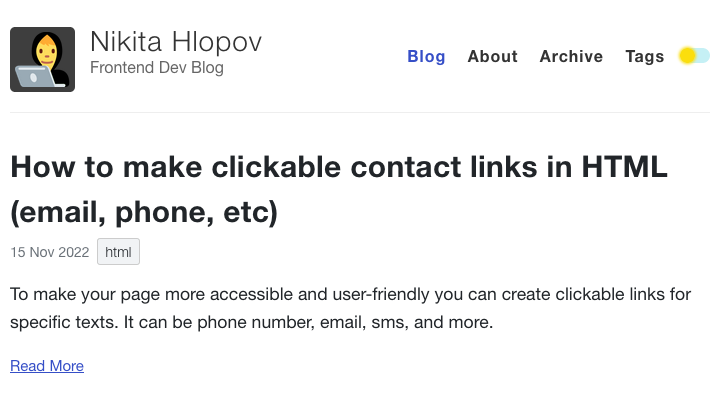 Nikita Hlopov
Frontend Dev Blog
Blog About Archive Tags
How to make clickable contact links in HTML
(email, phone, etc)
15 Nov 2022 html
To make your page more accessible and user-friendly you can create clickable links for
specific texts. It can be phone number, email, sms, and more.
Read More